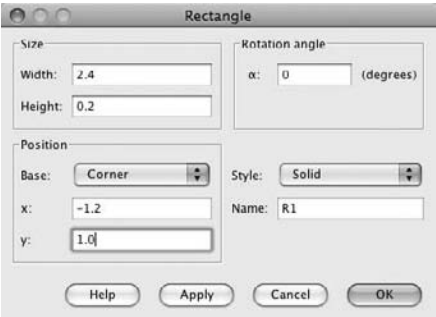 Rectangle
Size
Width: 2.4
Height: 0.2
Rotation angle
α: 0 (degrees)
Position
Base: Corner
x: -1.2
y: 1.0
Style: Solid
Name: R1
Help Apply Cancel OK